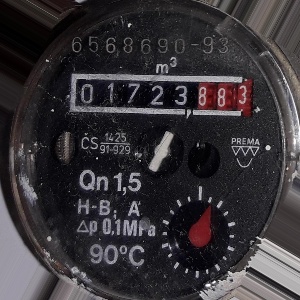 6568690-93
m³
01723883
CS 1425
91-929
PREMA
Qn 1,5
H-B, A
Δp 0,1MPa
90°C